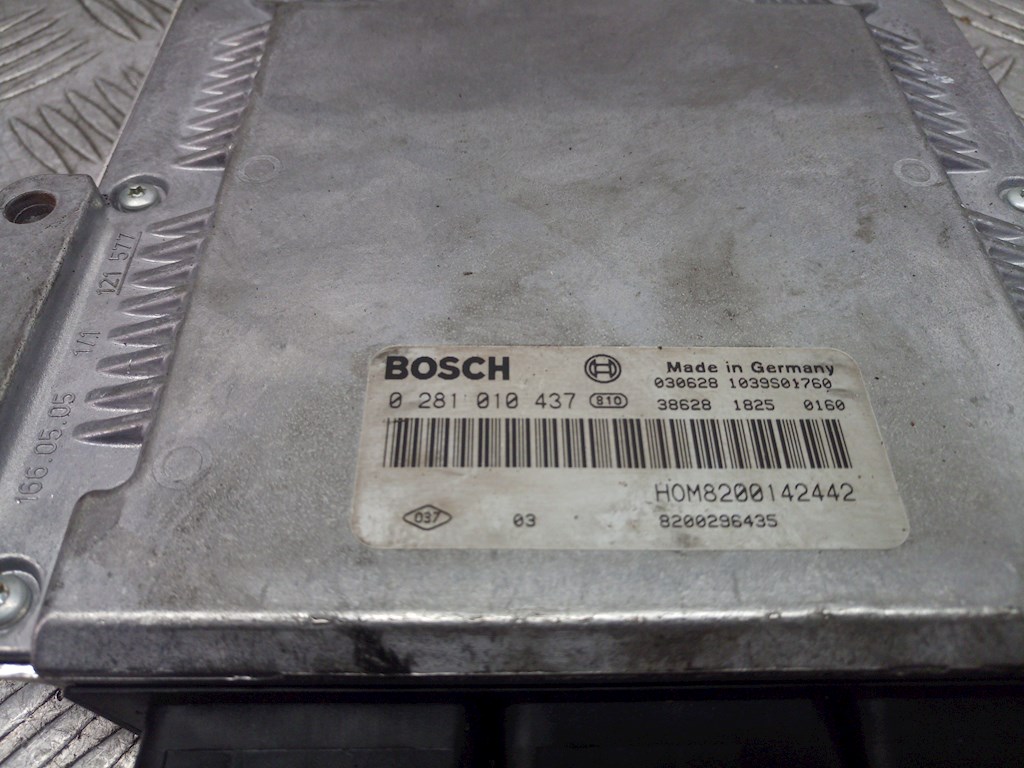 BOSCH Made in Germany
030628 1039S01760
0 281 010 437 810 38628 1825 0160
HOM8200142442
037 03 8200296435
121 577
1/1
166.05.05